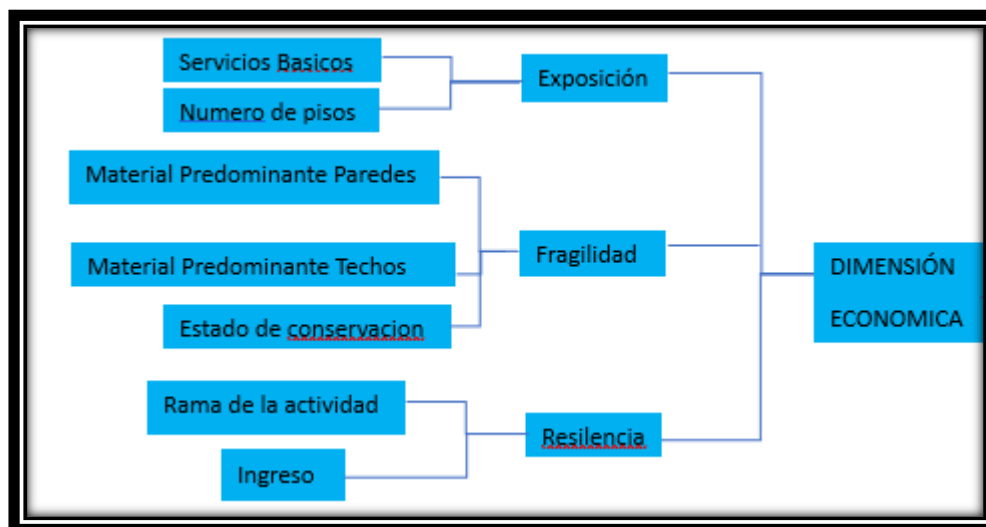 Servicios Basicos
Numero de pisos
Exposición
Material Predominante Paredes
Material Predominante Techos
Estado de conservacion
Fragilidad
Rama de la actividad
Ingreso
Resilencia
DIMENSIÓN
ECONOMICA